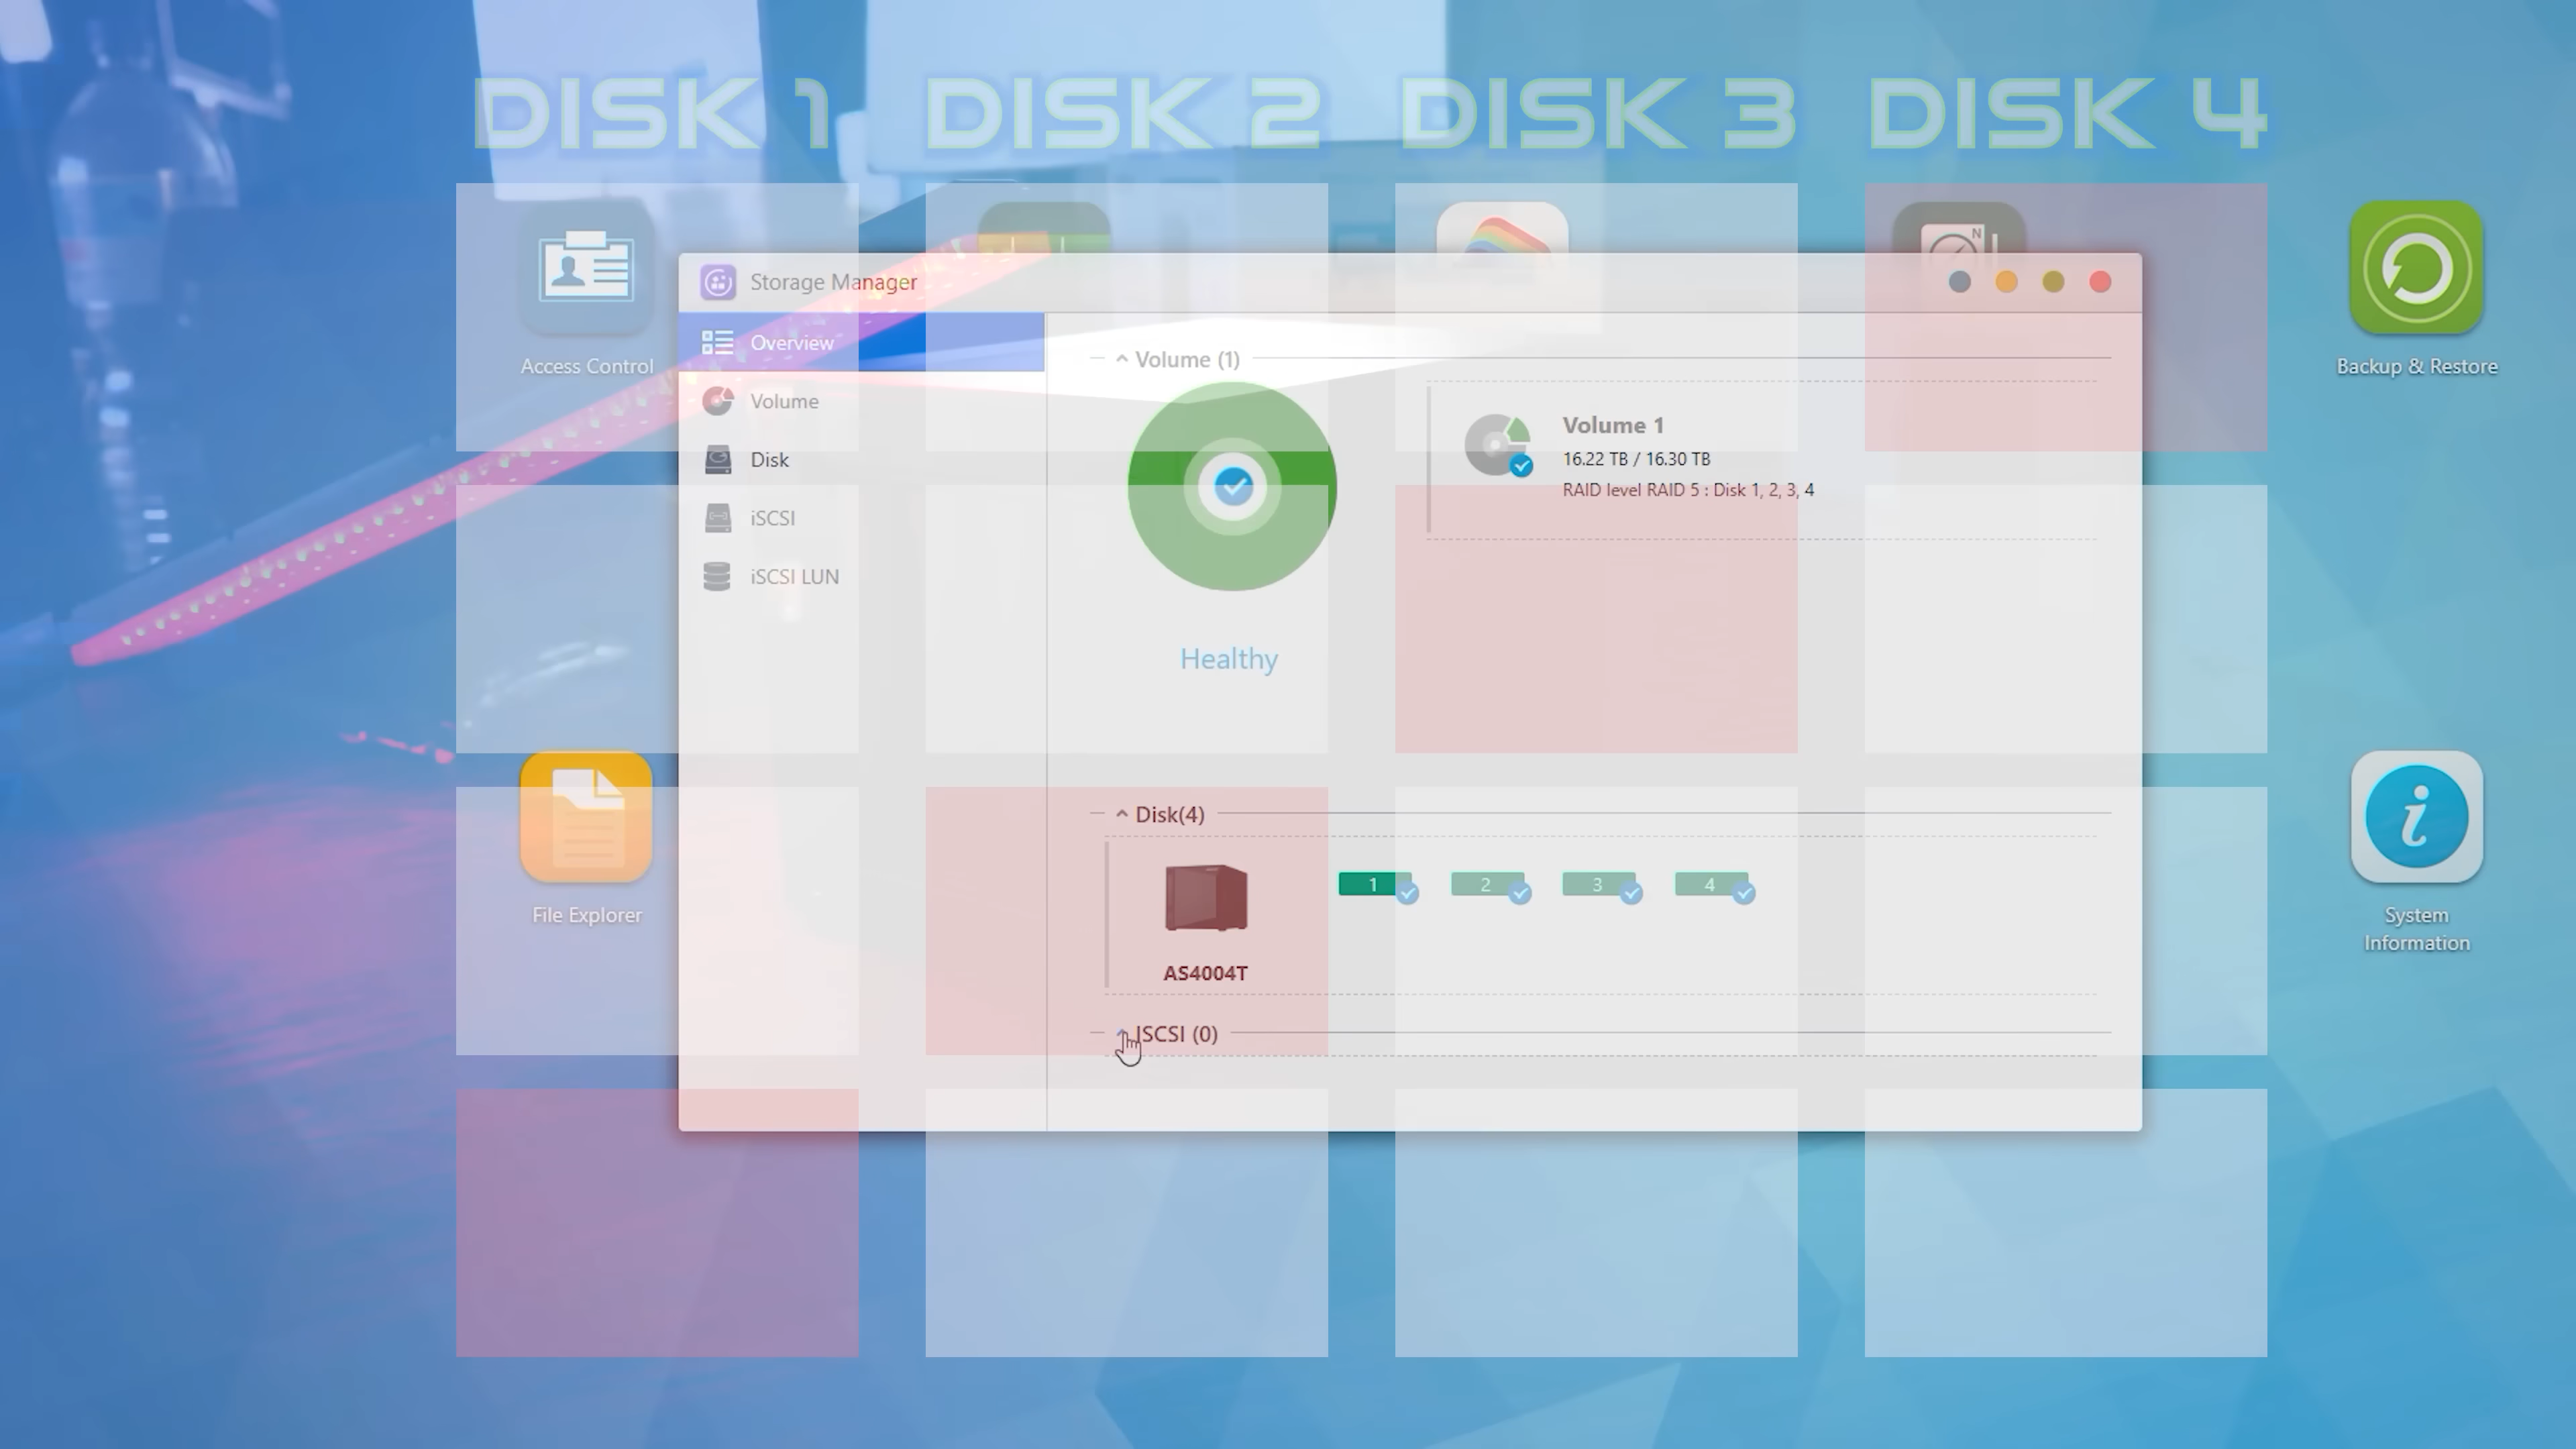 DISK 1 DISK 2 DISK 3 DISK 4
N
Storage Manager
Overview
Volume
Disk
iSCSI
iSCSI LUN
Volume (1)
Volume 1
16.22 TB / 16.30 TB
RAID level RAID 5 : Disk 1, 2, 3, 4
Healthy
Disk(4)
1 2 3 4
AS4004T
ISCSI (0)
Access Control
File Explorer
Backup & Restore
i
System
Information